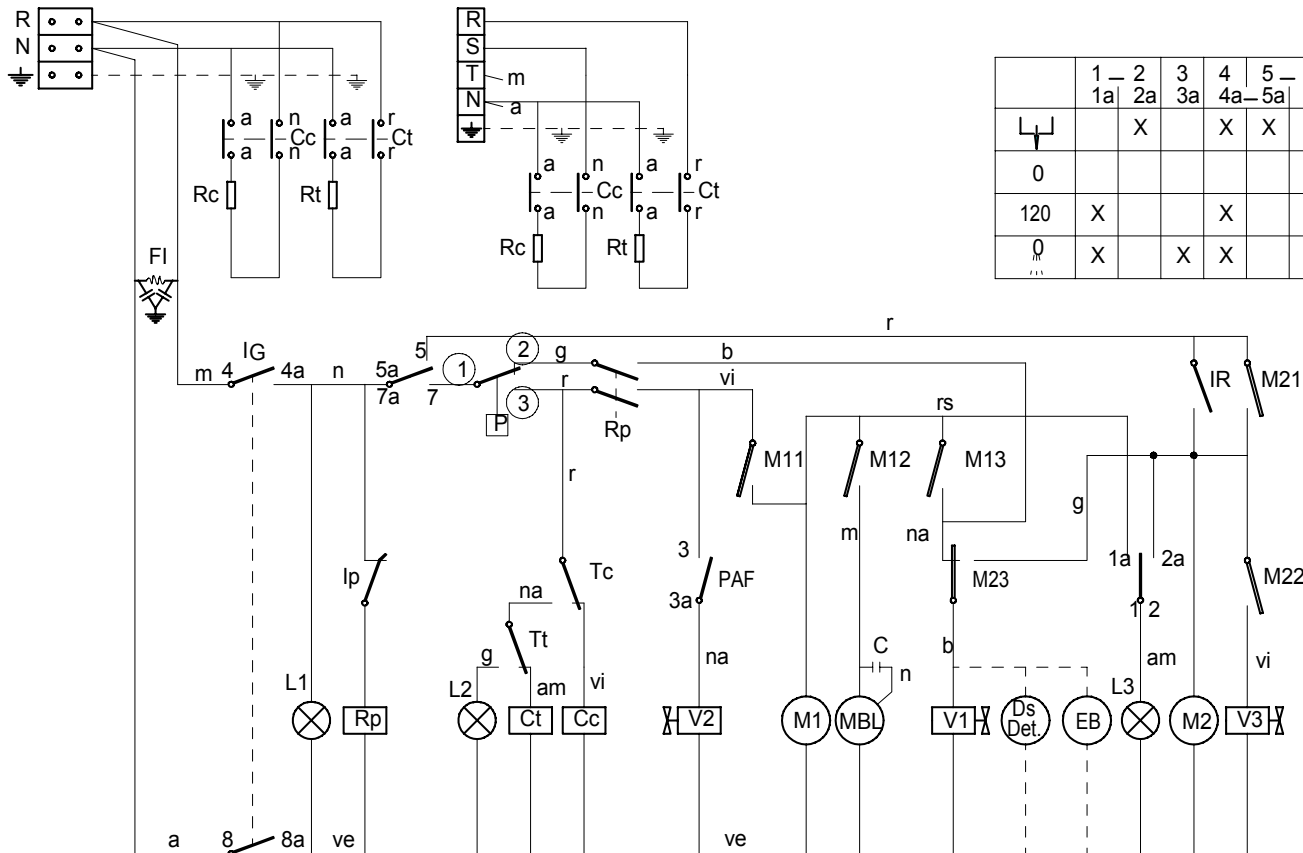 R
N
a n a r
Cc Ct
a n a r
Rc Rt
R
S
T m
N a
a n a r
Cc Ct
a n a r
Rc Rt
1 – 2 3 4 5 –
1a 2a 3a 4a – 5a
X X X
0
120 X X
0 X X X
FI
r
IG
m 4 4a n 5a 5
7a 7
1 2 g b
3 r vi
P Rp
IR M21
rs
M11 M12 M13
r m na g
Ip
Tc
3 PAF
3a
M23
1a 2a
1 2
M22
na
Tt
g am vi
na
C n
b am vi
L1 Rp L2 Ct Cc V2 M1 MBL V1 Ds Det. EB L3 M2 V3
a 8 8a ve ve